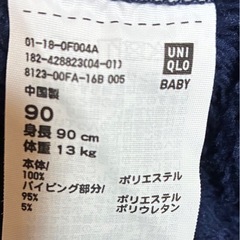 01-18-0F004A
182-428823(04-01)
8123-00FA-16B 005
中国製
UNI
QLO
BABY
90
身長 90 cm
体重 13 kg
本体/
100% ポリエステル
パイピング部分/
95% ポリエステル
5% ポリウレタン